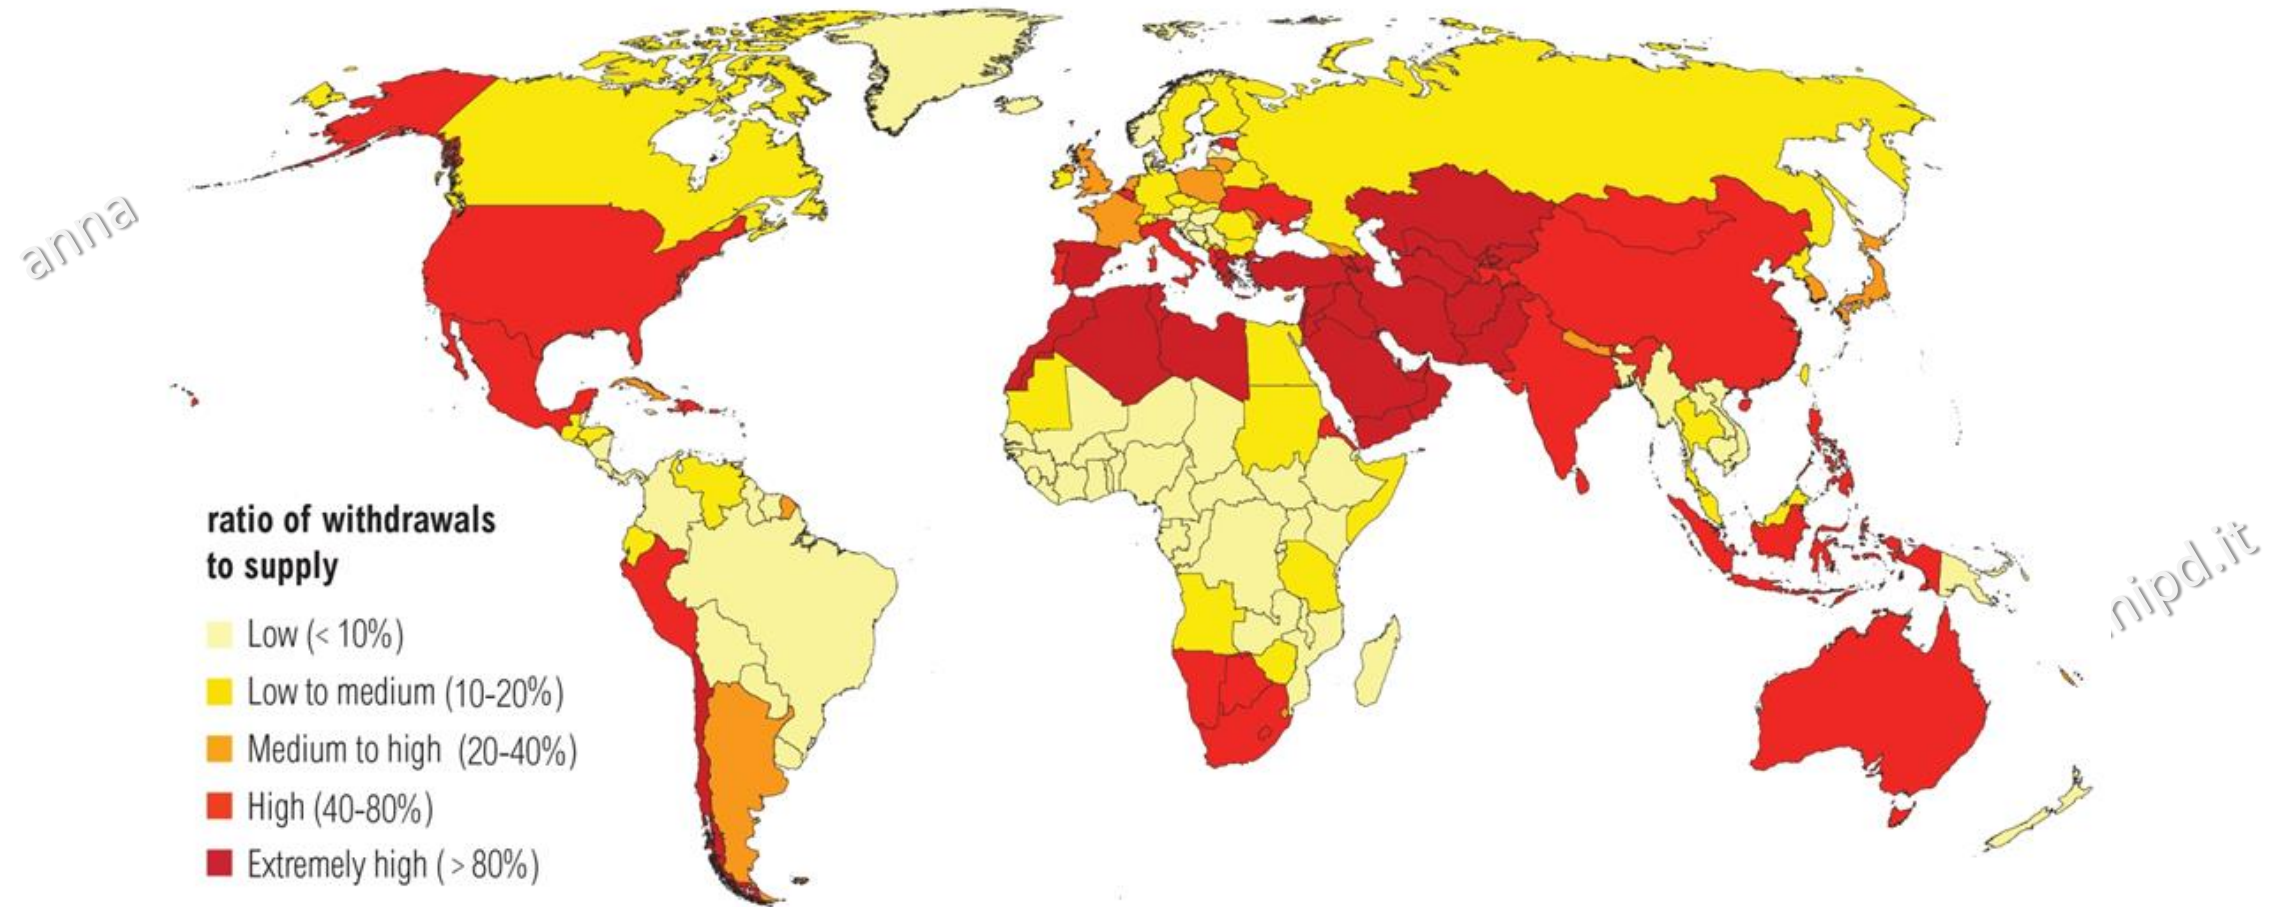 anna
ratio of withdrawals
to supply
Low (< 10%)
Low to medium (10-20%)
Medium to high (20-40%)
High (40-80%)
Extremely high ( > 80%)
nipd.it